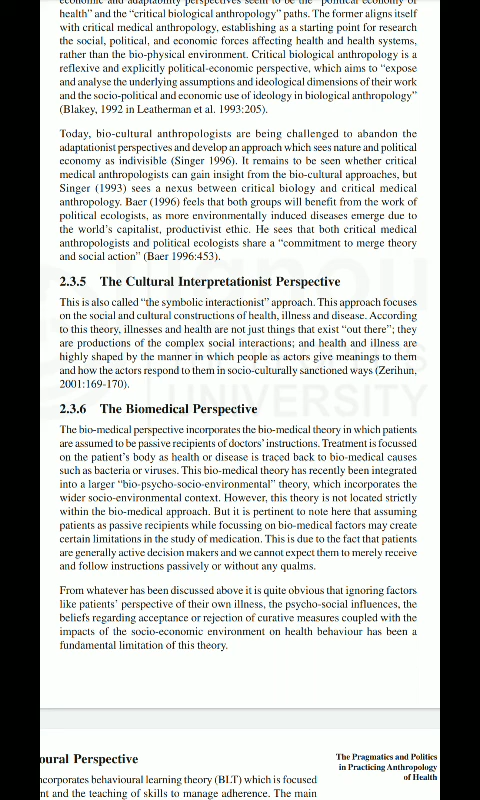 economic and adaptability perspectives seem to be the "political economy of
health" and the "critical biological anthropology" paths. The former aligns itself
with critical medical anthropology, establishing as a starting point for research
the social, political, and economic forces affecting health and health systems,
rather than the bio-physical environment. Critical biological anthropology is a
reflexive and explicitly political-economic perspective, which aims to "expose
and analyse the underlying assumptions and ideological dimensions of their work
and the socio-political and economic use of ideology in biological anthropology"
(Blakey, 1992 in Leatherman et al. 1993:205).
Today, bio-cultural anthropologists are being challenged to abandon the
adaptationist perspectives and develop an approach which sees nature and political
economy as indivisible (Singer 1996). It remains to be seen whether critical
medical anthropologists can gain insight from the bio-cultural approaches, but
Singer (1993) sees a nexus between critical biology and critical medical
anthropology. Baer (1996) feels that both groups will benefit from the work of
political ecologists, as more environmentally induced diseases emerge due to
the world's capitalist, productivist ethic. He sees that both critical medical
anthropologists and political ecologists share a "commitment to merge theory
and social action" (Baer 1996:453).
2.3.5 The Cultural Interpretationist Perspective
This is also called "the symbolic interactionist" approach. This approach focuses
on the social and cultural constructions of health, illness and disease. According
to this theory, illnesses and health are not just things that exist "out there"; they
are productions of the complex social interactions; and health and illness are
highly shaped by the manner in which people as actors give meanings to them
and how the actors respond to them in socio-culturally sanctioned ways (Zerihun,
2001:169-170).
UNIVERSITY
2.3.6 The Biomedical Perspective
The bio-medical perspective incorporates the bio-medical theory in which patients
are assumed to be passive recipients of doctors' instructions. Treatment is focussed
on the patient's body as health or disease is traced back to bio-medical causes
such as bacteria or viruses. This bio-medical theory has recently been integrated
into a larger "bio-psycho-socio-environmental" theory, which incorporates the
wider socio-environmental context. However, this theory is not located strictly
within the bio-medical approach. But it is pertinent to note here that assuming
patients as passive recipients while focussing on bio-medical factors may create
certain limitations in the study of medication. This is due to the fact that patients
are generally active decision makers and we cannot expect them to merely receive
and follow instructions passively or without any qualms.
From whatever has been discussed above it is quite obvious that ignoring factors
like patients' perspective of their own illness, the psycho-social influences, the
beliefs regarding acceptance or rejection of curative measures coupled with the
impacts of the socio-economic environment on health behaviour has been a
fundamental limitation of this theory.
The Pragmatics and Politics
in Practicing Anthropology
of Health
oural Perspective
ncorporates behavioural learning theory (BLT) which is focused
nt and the teaching of skills to manage adherence. The main